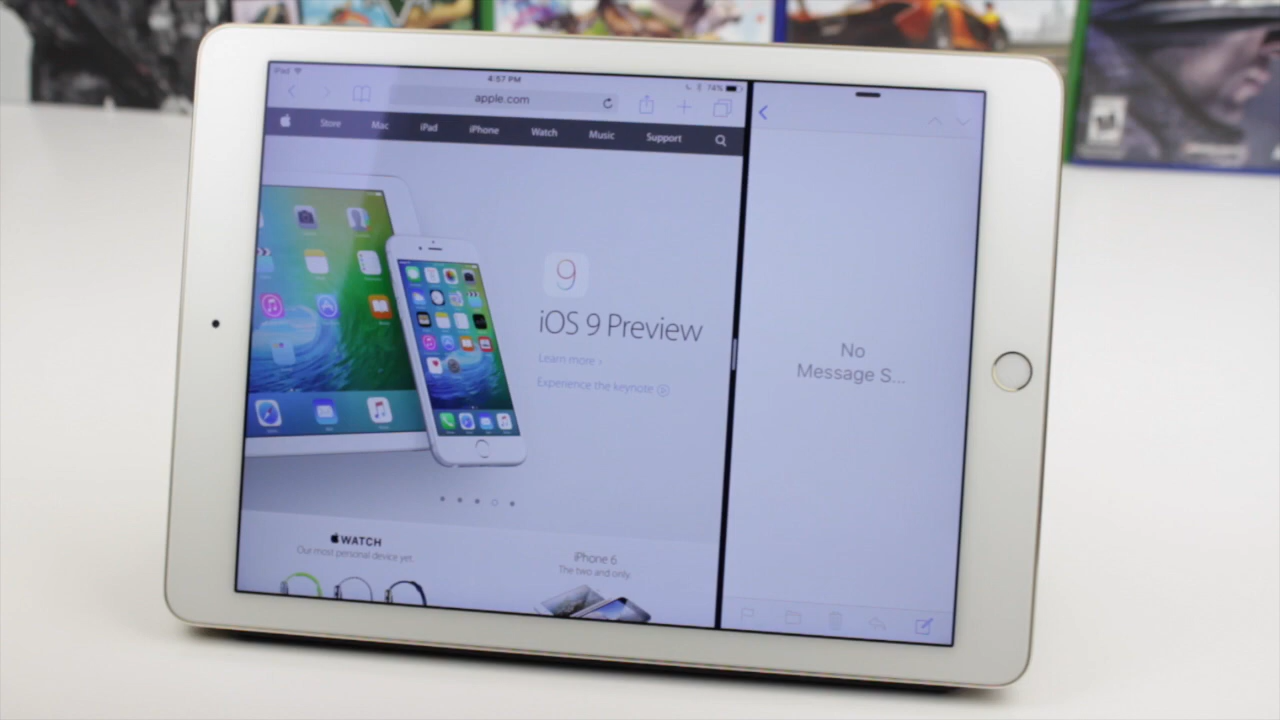 iPad
4:57 PM
74%
apple.com
Store
Mac
iPad
iPhone
Watch
Music
Support
9
iOS 9 Preview
Learn more ›
Experience the keynote
WATCH
Our most personal device yet.
iPhone 6
The two and only.
No
Message S...